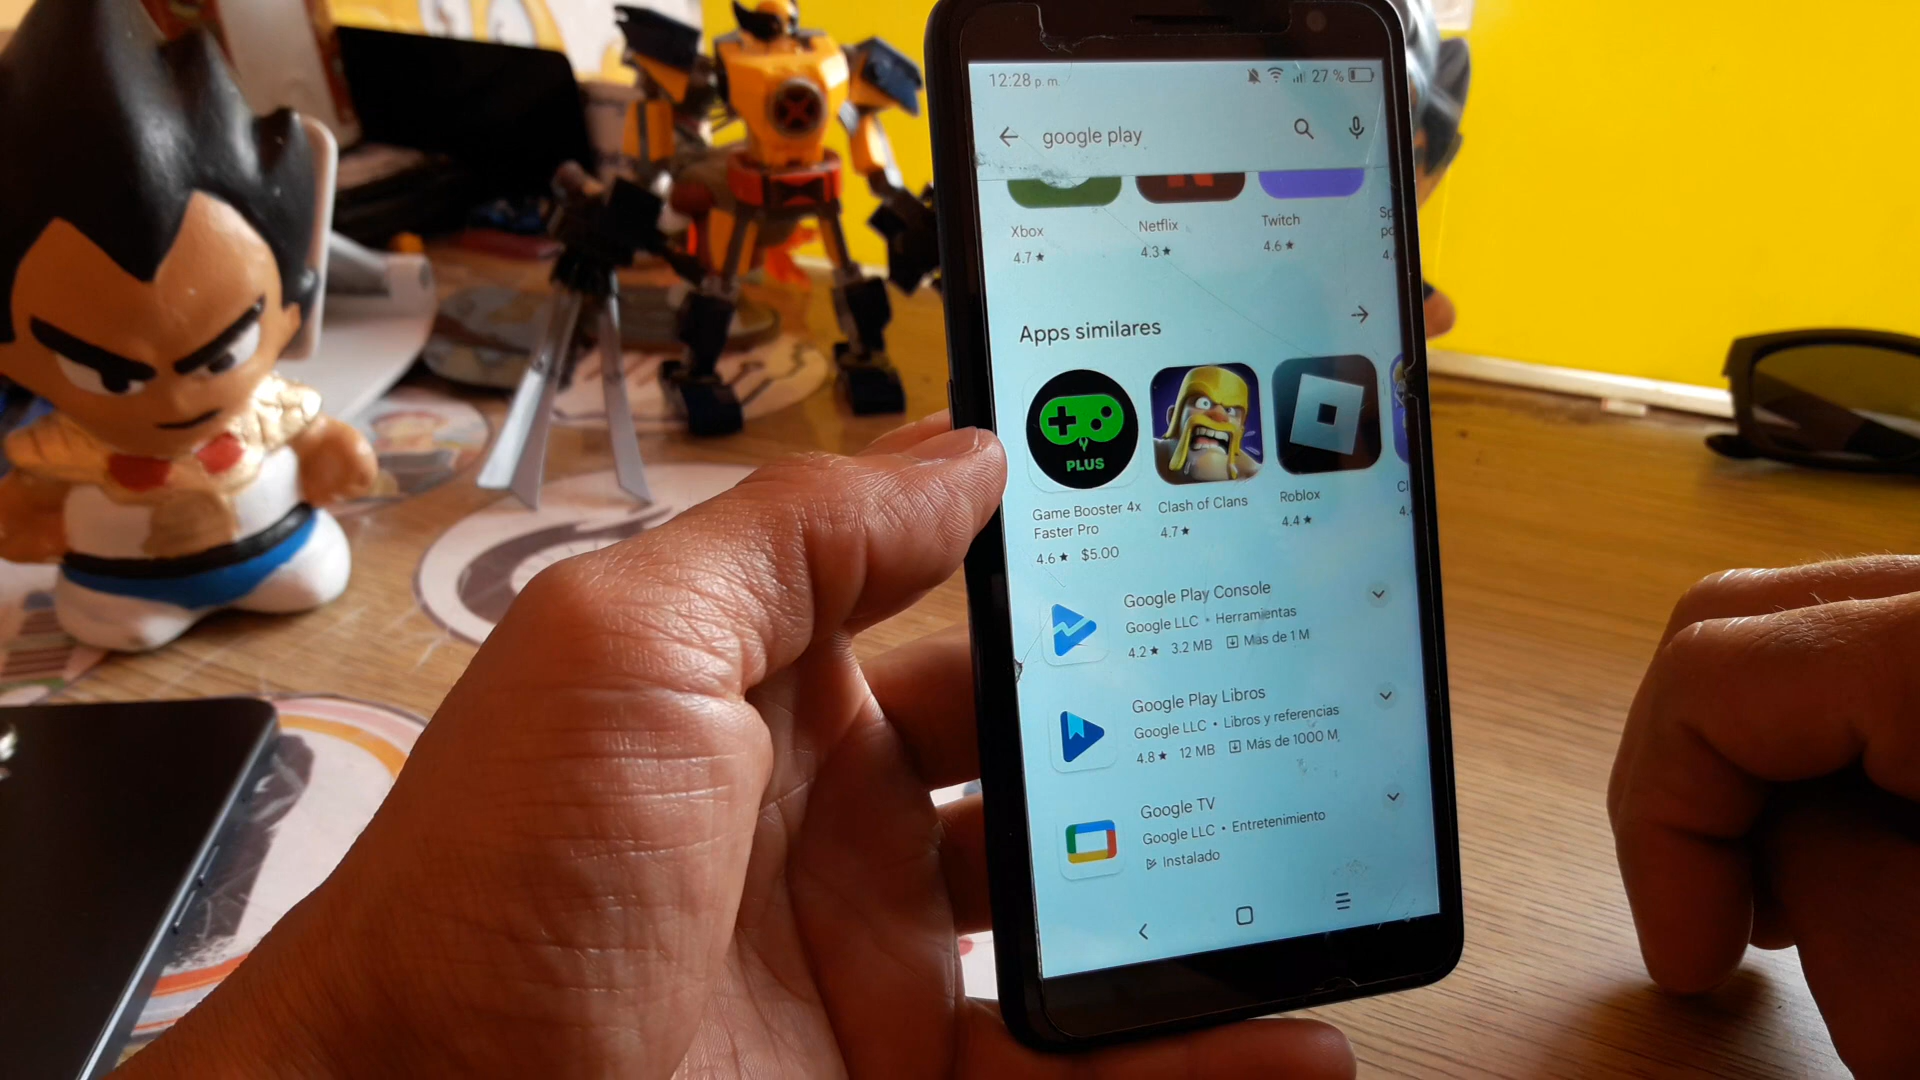 12:28 p. m.
27 %
google play
Xbox
Netflix
Twitch
4.7★
4.3★
4.6★
Apps similares
PLUS
Game Booster 4x
Faster Pro
Clash of Clans
Roblox
4.6★ $5.00
4.7★
4.4★
Google Play Console
Google LLC • Herramientas
4.2★ 3.2 MB Más de 1 M
Google Play Libros
Google LLC • Libros y referencias
4.8★ 12 MB Más de 1000 M
Google TV
Google LLC • Entretenimiento
Instalado